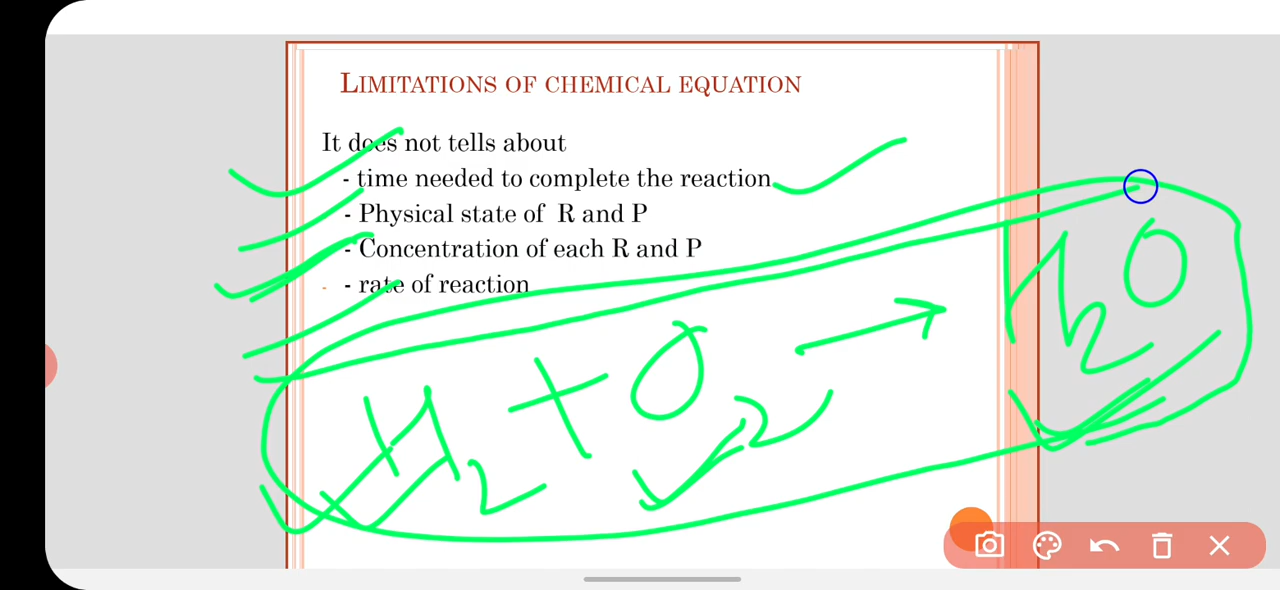 LIMITATIONS OF CHEMICAL EQUATION
It does not tells about
- time needed to complete the reaction
- Physical state of R and P
- Concentration of each R and P
- - rate of reaction
H2 + O2 → h2O